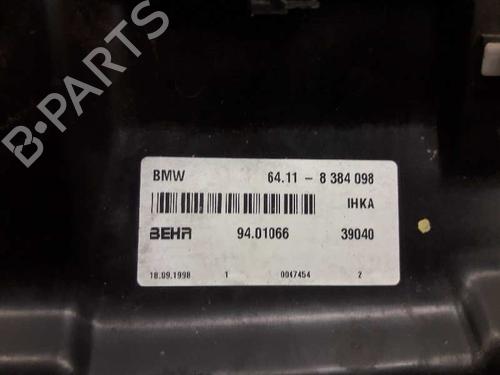 B-PARTS
BMW 64.11 - 8 384 098
IHKA
BEHR 94.01066 39040
18.09.1998 1 0047454 2